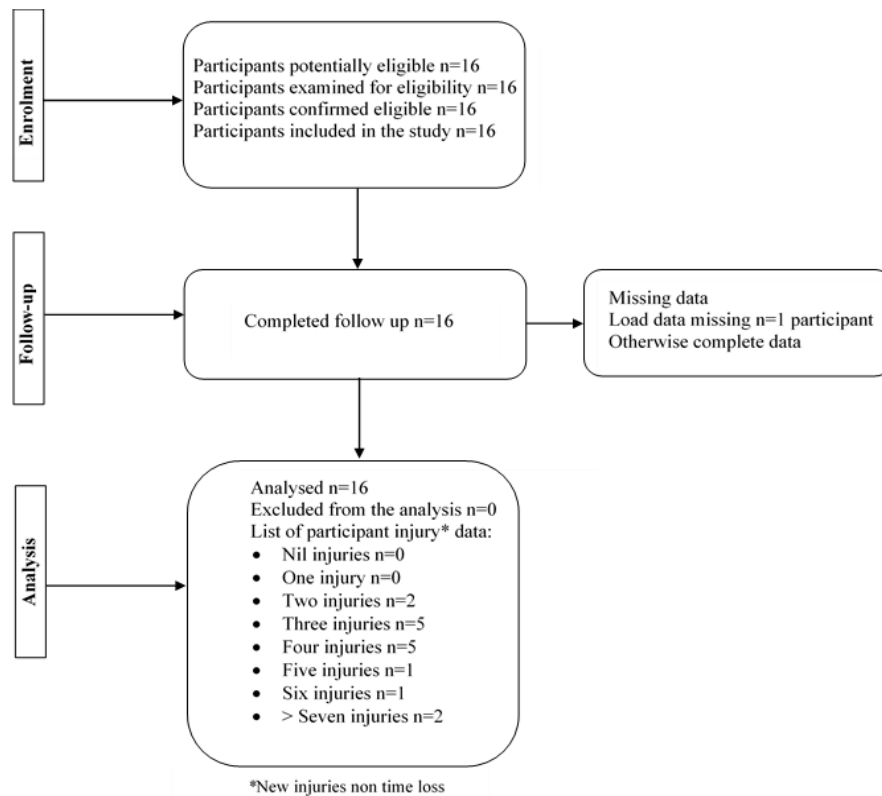 Enrolment
Participants potentially eligible n=16
Participants examined for eligibility n=16
Participants confirmed eligible n=16
Participants included in the study n=16
Follow-up
Completed follow up n=16
Missing data
Load data missing n=1 participant
Otherwise complete data
Analysis
Analysed n=16
Excluded from the analysis n=0
List of participant injury* data:
• Nil injuries n=0
• One injury n=0
• Two injuries n=2
• Three injuries n=5
• Four injuries n=5
• Five injuries n=1
• Six injuries n=1
• > Seven injuries n=2
*New injuries non time loss